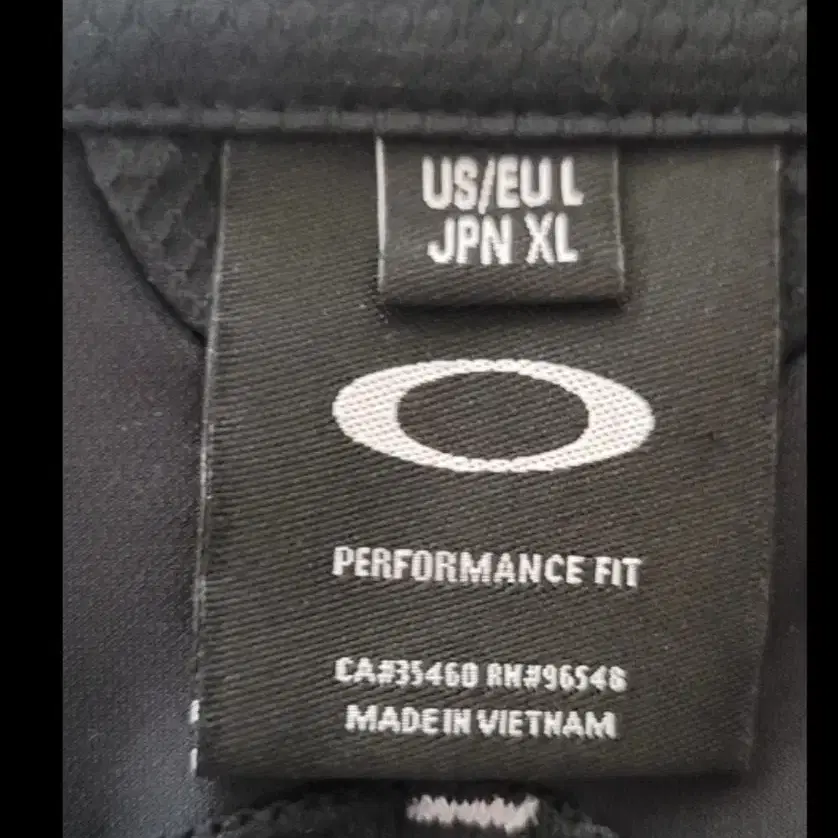 US/EU L
JPN XL
PERFORMANCE FIT
CA#35460 RN#96548
MADE IN VIETNAM